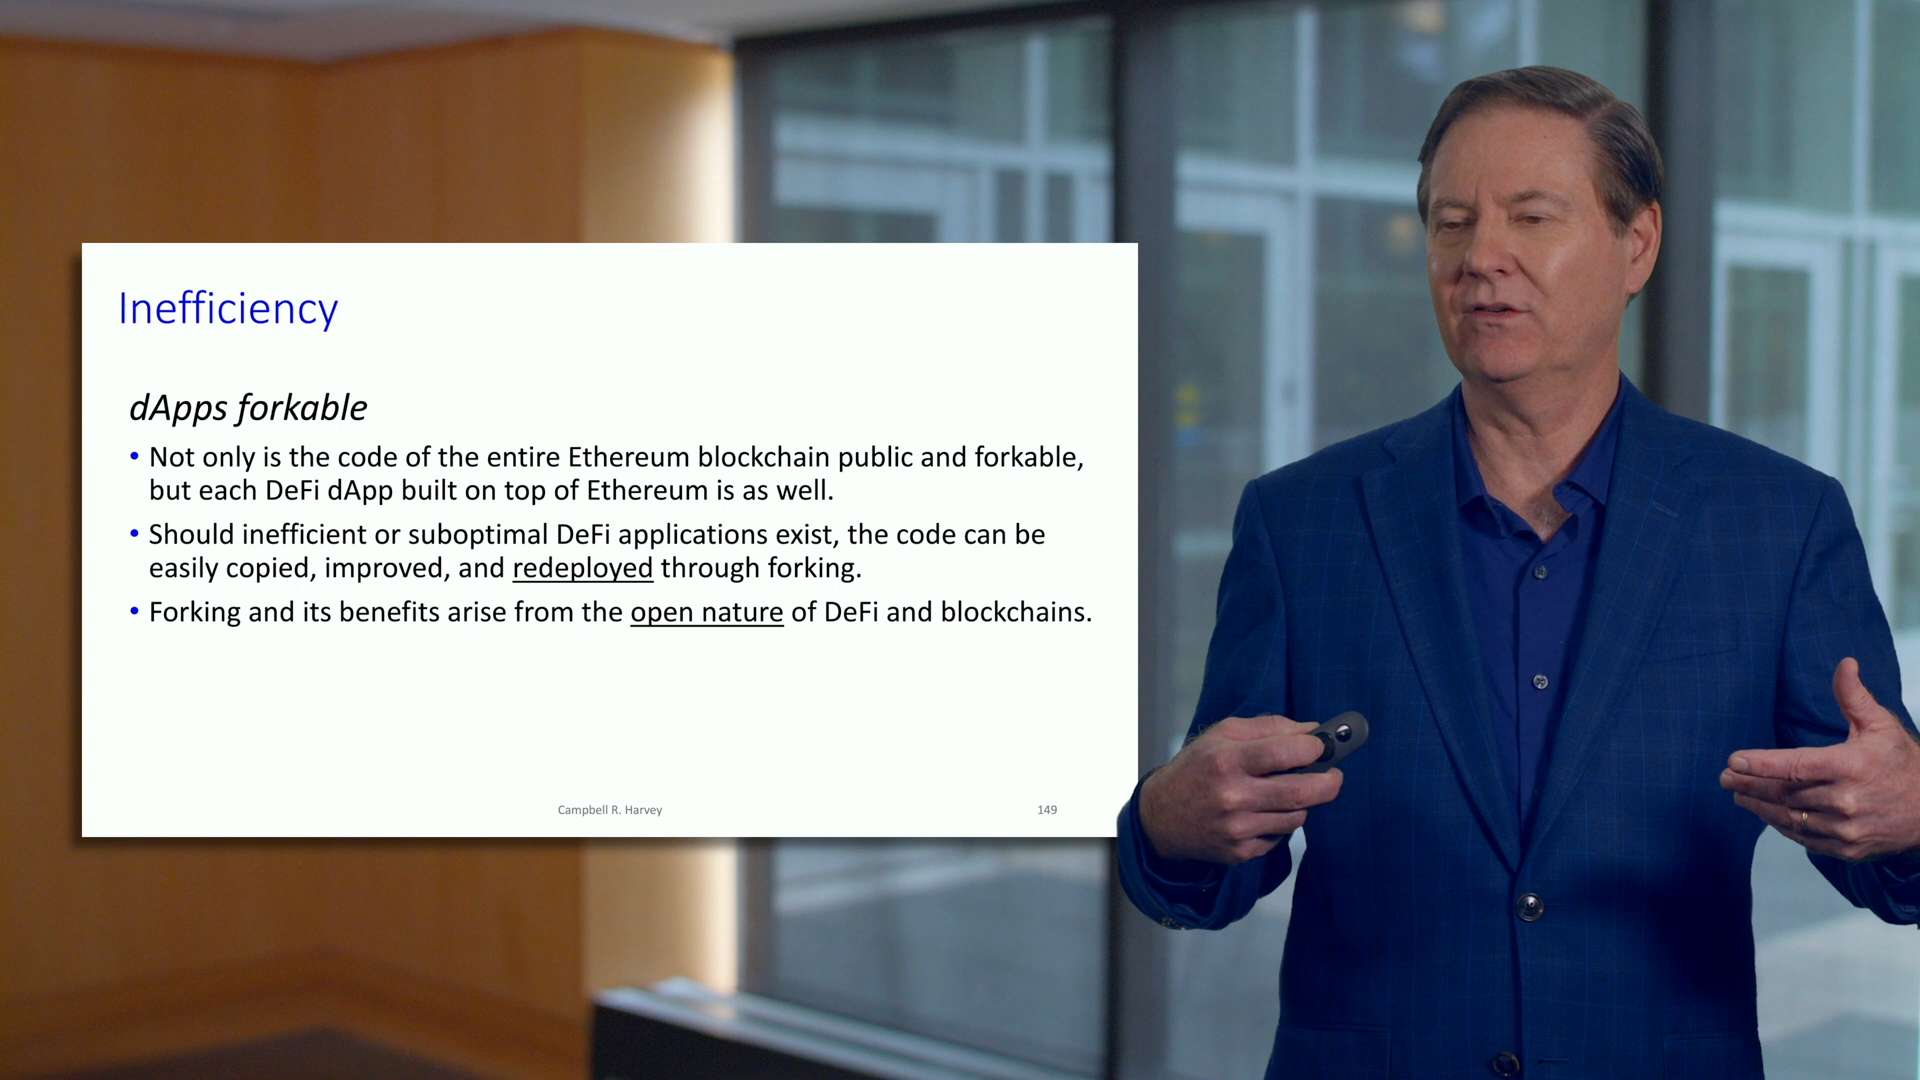 Inefficiency
dApps forkable
• Not only is the code of the entire Ethereum blockchain public and forkable,
but each DeFi dApp built on top of Ethereum is as well.
• Should inefficient or suboptimal DeFi applications exist, the code can be
easily copied, improved, and redeployed through forking.
• Forking and its benefits arise from the open nature of DeFi and blockchains.
Campbell R. Harvey
149